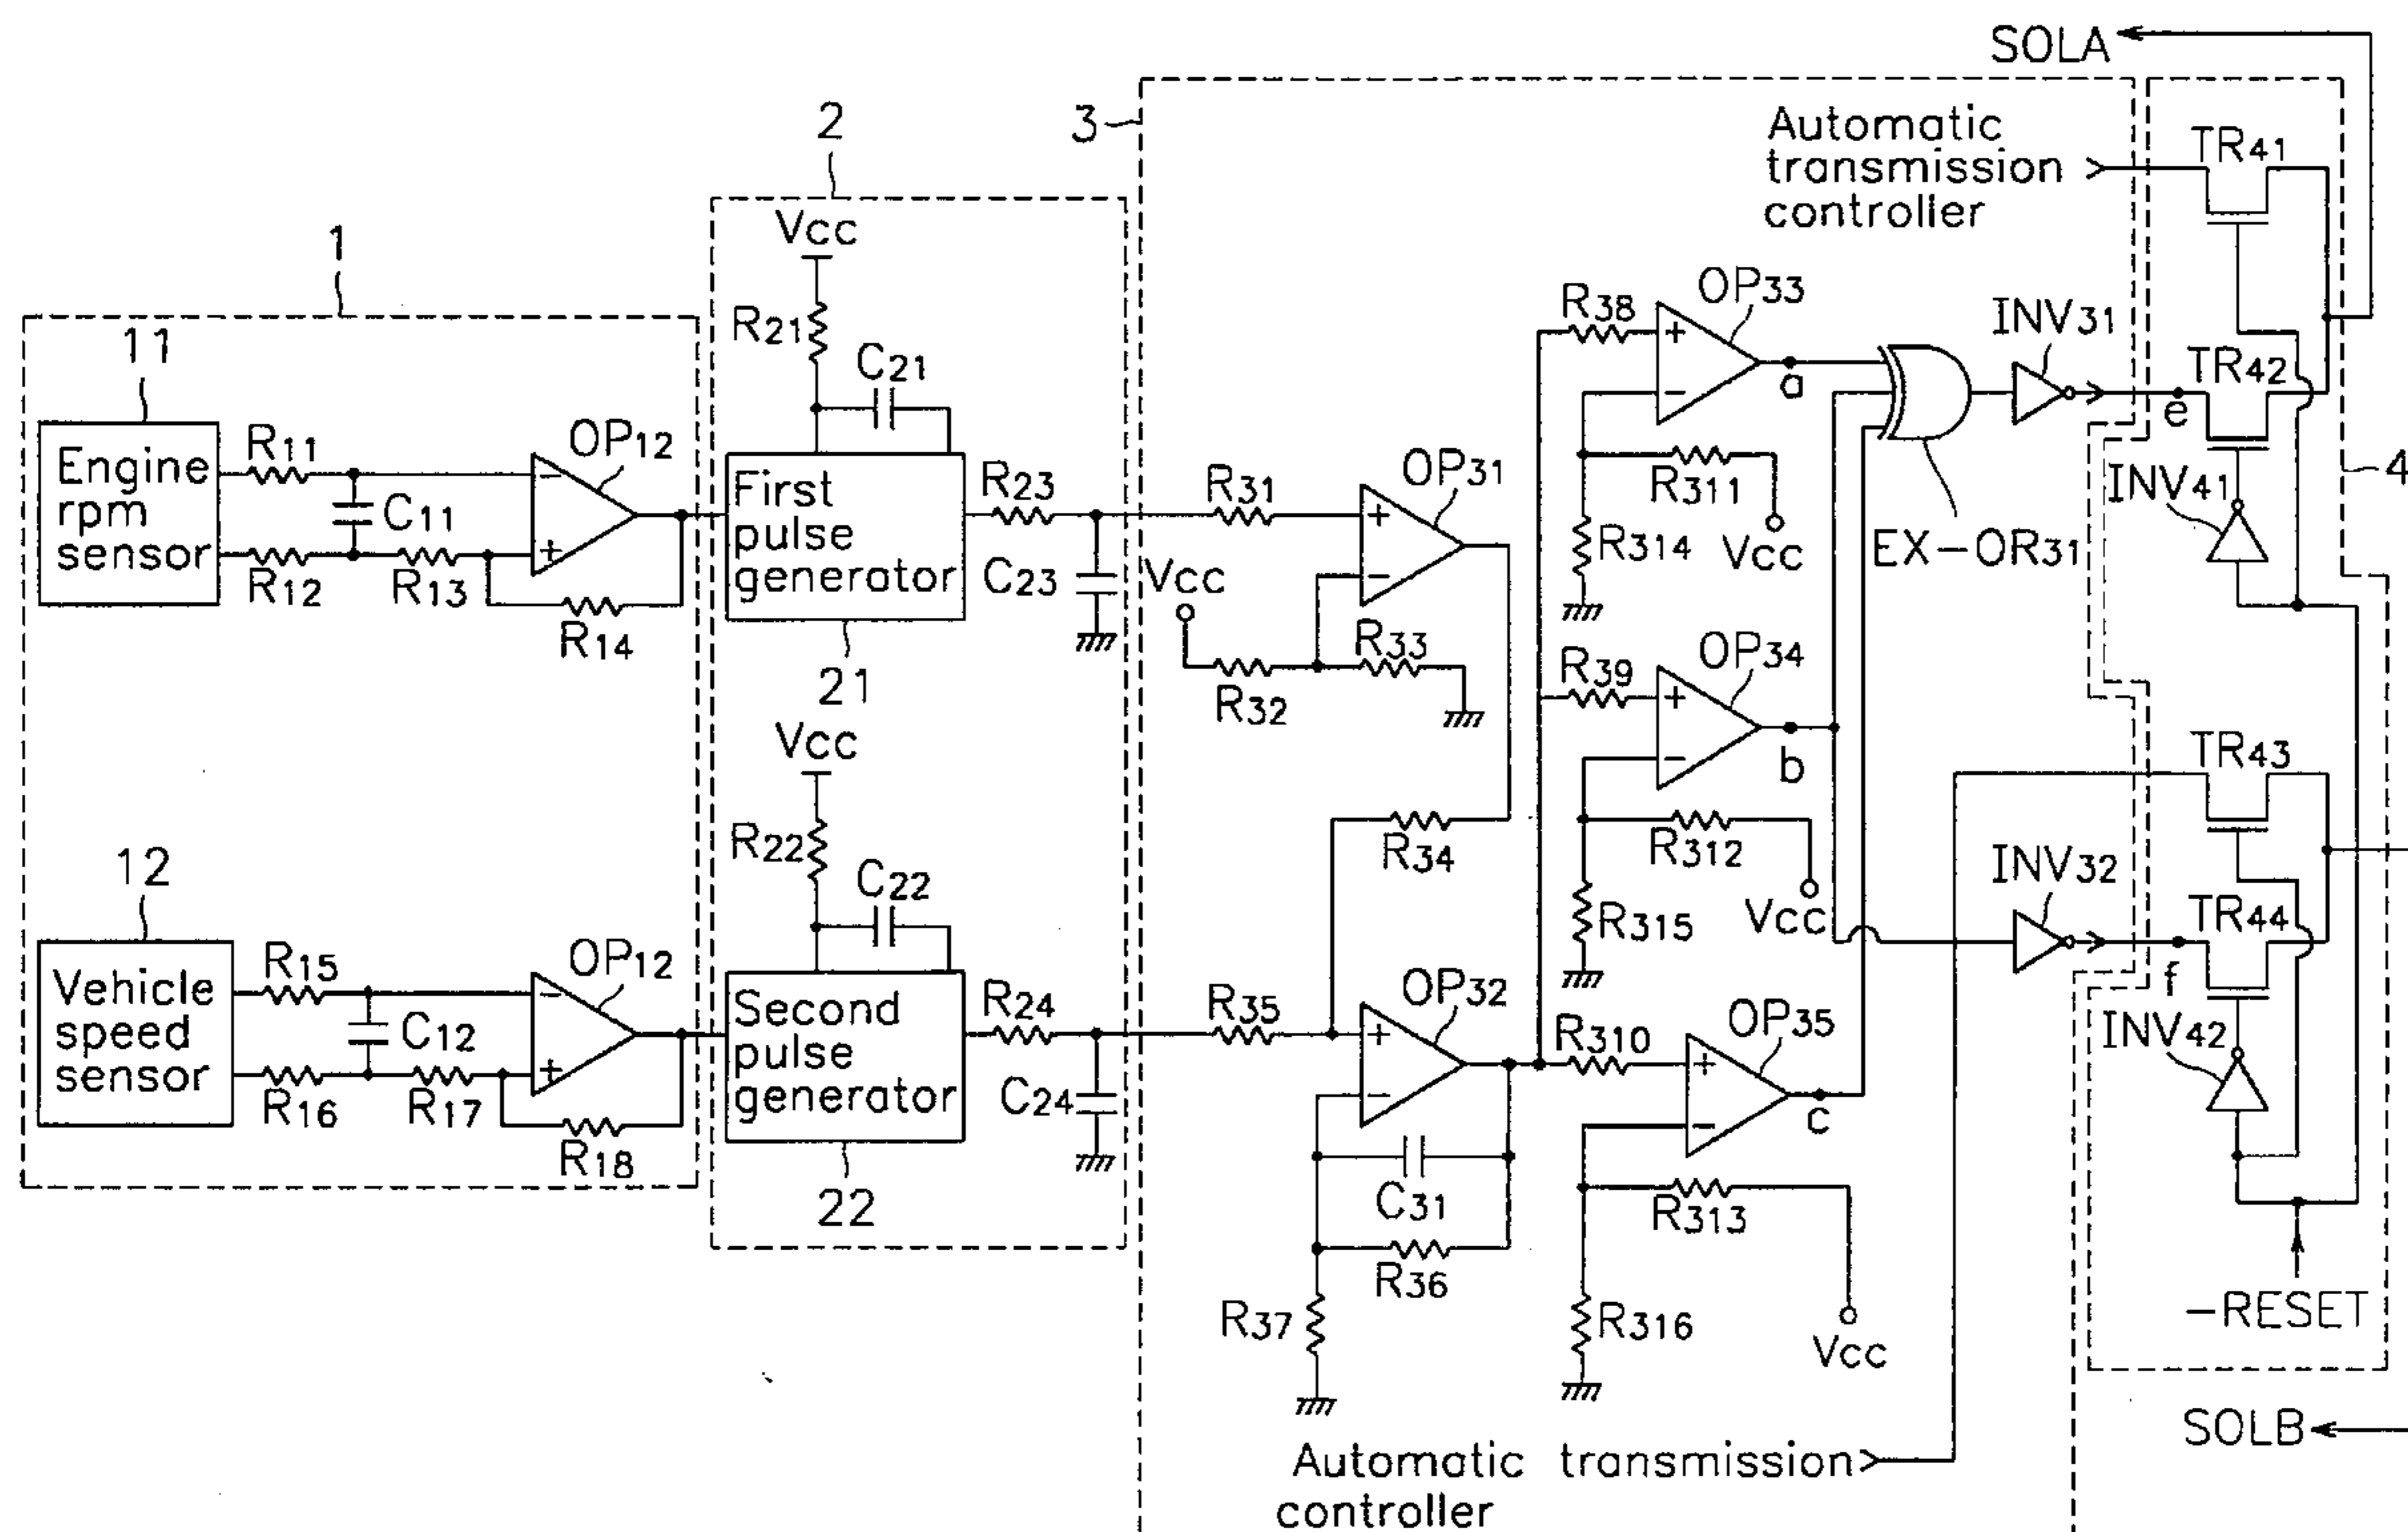 SOLA
3
Automatic
transmission
controller
TR41
2
Vcc
1
R21
C21
11
Engine
rpm
sensor
R11
C11
R12
R13
R14
OP12
First
pulse
generator
21
R23
C23
R31
OP31
Vcc
R32
R33
R38
OP33
a
R311
R314
Vcc
EX-OR31
INV31
e
TR42
INV41
4
R39
OP34
b
R312
R315
Vcc
INV32
TR43
TR44
f
INV42
R34
Vcc
R22
C22
12
Vehicle
speed
sensor
R15
C12
R16
R17
R18
OP12
Second
pulse
generator
22
R24
C24
R35
OP32
C31
R36
R37
R310
OP35
c
R313
R316
Vcc
-RESET
SOLB
Automatic transmission
controller